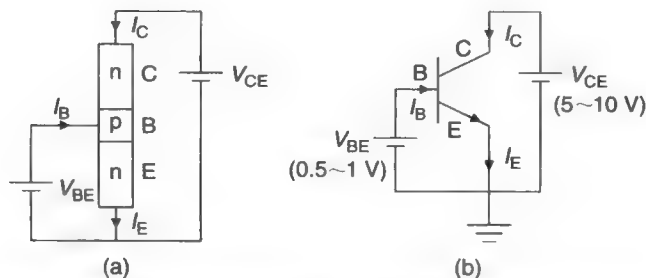 I_C
n C
V_CE
I_B
p B
n E
V_BE
I_E
(a)
C
I_C
B
V_CE
(5~10 V)
I_B
E
V_BE
(0.5~1 V)
I_E
(b)